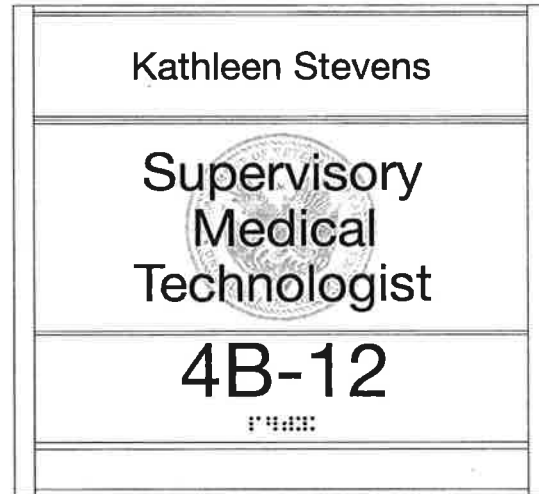 Kathleen Stevens
Supervisory
Medical
Technologist
4B-12